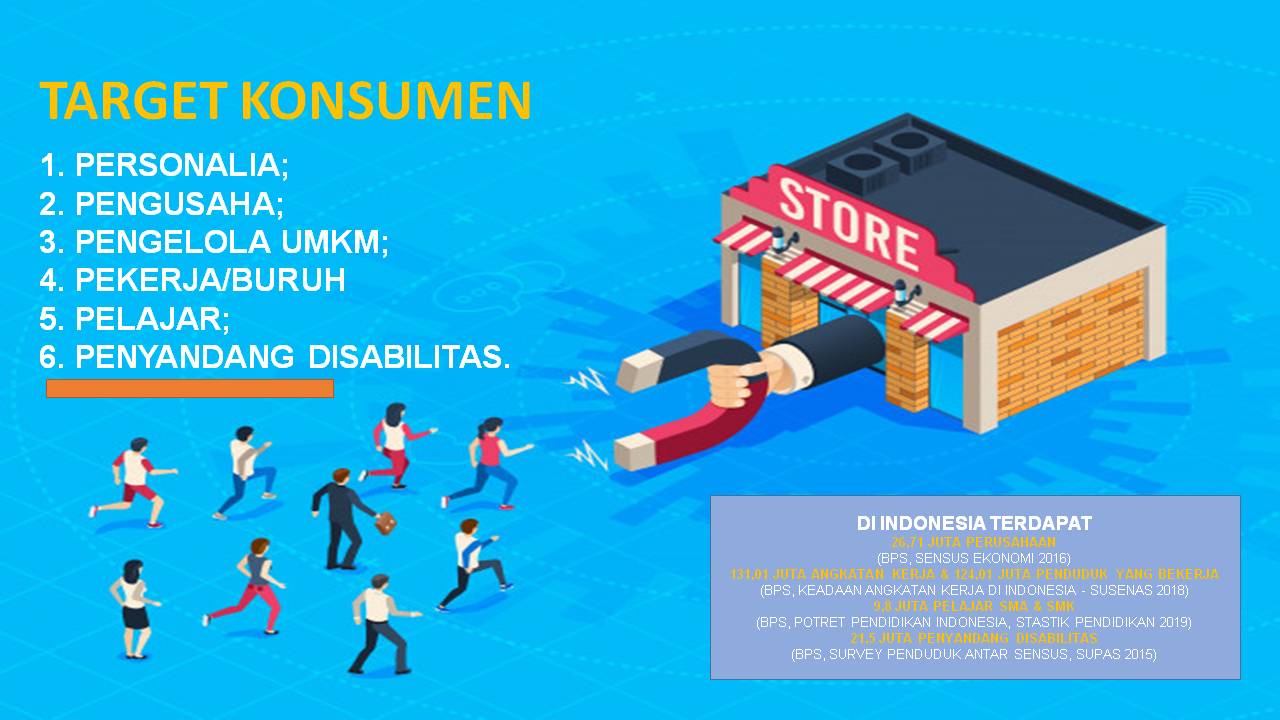 TARGET KONSUMEN
1. PERSONALIA;
2. PENGUSAHA;
3. PENGELOLA UMKM;
4. PEKERJA/BURUH
5. PELAJAR;
6. PENYANDANG DISABILITAS.
STORE
DI INDONESIA TERDAPAT
26,71 JUTA PERUSAHAAN
(BPS, SENSUS EKONOMI 2016)
131,01 JUTA ANGKATAN KERJA & 124,01 JUTA PENDUDUK YANG BEKERJA
(BPS, KEADAAN ANGKATAN KERJA DI INDONESIA - SUSENAS 2018)
9,8 JUTA PELAJAR SMA & SMK
(BPS, POTRET PENDIDIKAN INDONESIA, STASTIK PENDIDIKAN 2019)
21,5 JUTA PENYANDANG DISABILITAS
(BPS, SURVEY PENDUDUK ANTAR SENSUS, SUPAS 2015)